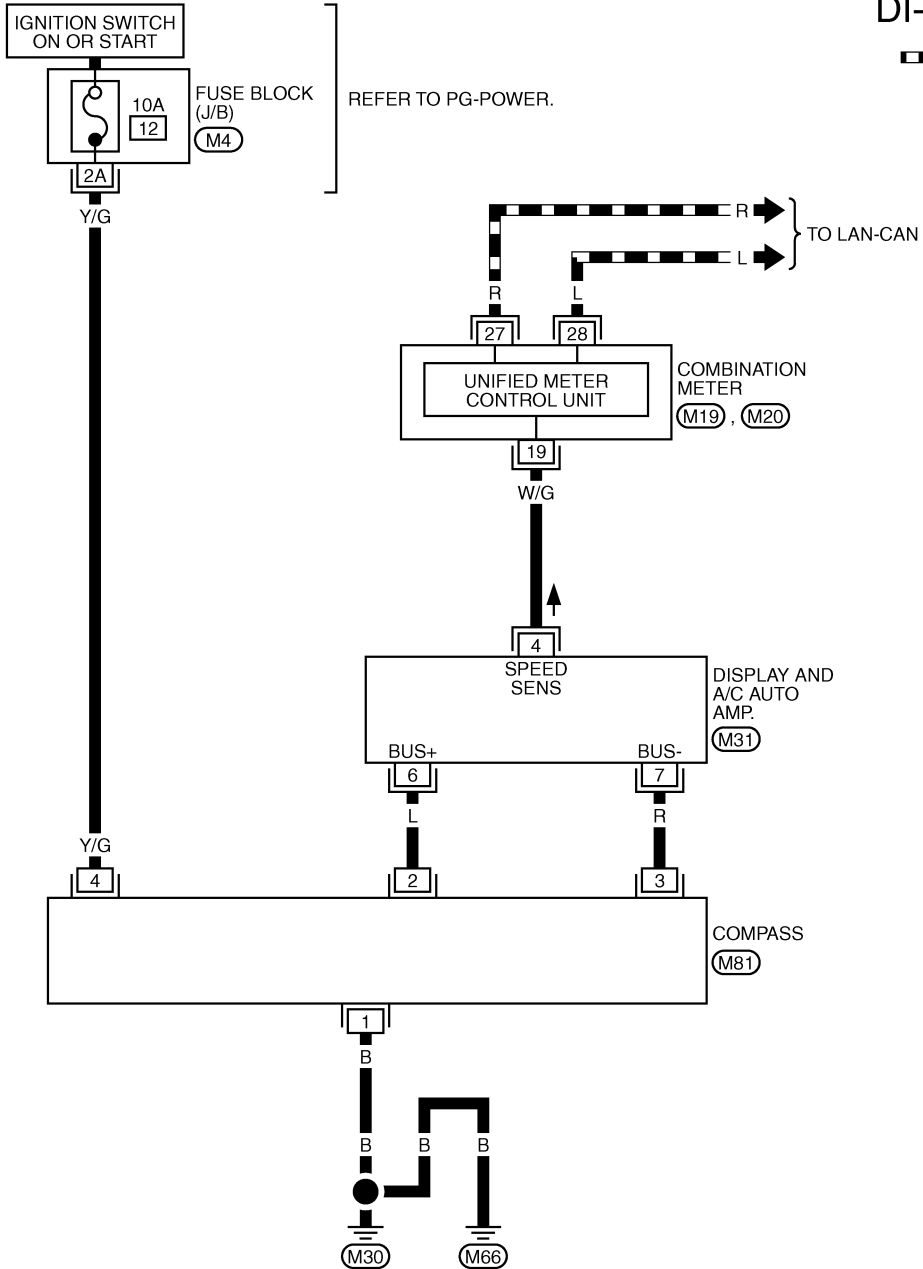 DI-
IGNITION SWITCH
ON OR START
FUSE BLOCK
(J/B)
10A
12
M4
REFER TO PG-POWER.
2A
Y/G
R
TO LAN-CAN
L
R
L
27
28
UNIFIED METER
CONTROL UNIT
COMBINATION
METER
M19 , M20
19
W/G
4
SPEED
SENS
DISPLAY AND
A/C AUTO
AMP.
M31
BUS+
BUS-
6
7
L
R
Y/G
4
2
3
COMPASS
M81
1
B
B
B
B
M30
M66